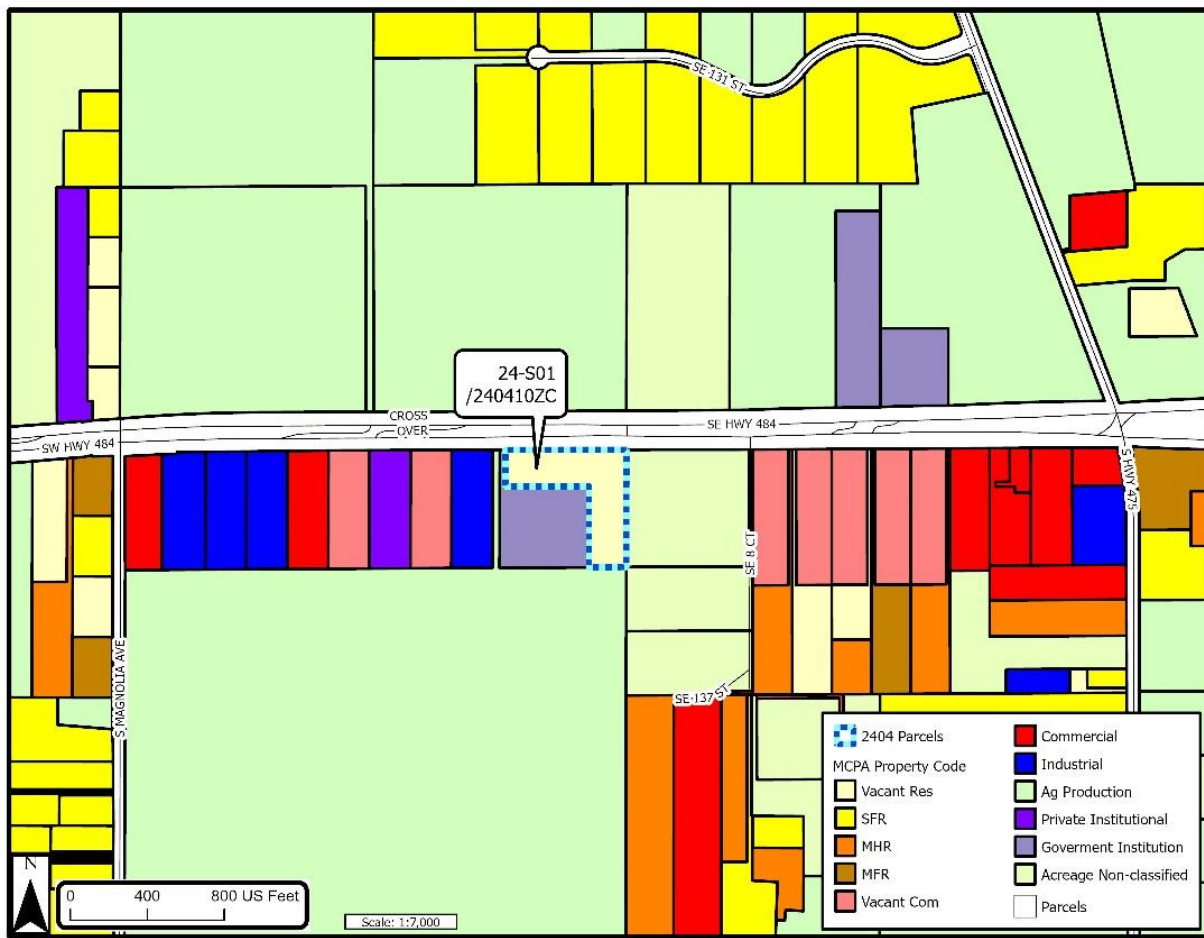 SE 131 ST
24-S01
/240410ZC
CROSS
OVER
SE HWY 484
SW HWY 484
S HWY 475
SE 8 CT
S MAGNOLIA AVE
SE 137 ST
2404 Parcels
MCPA Property Code
Vacant Res
SFR
MHR
MFR
Vacant Com
Commercial
Industrial
Ag Production
Private Institutional
Goverment Institution
Acreage Non-classified
Parcels
N
0 400 800 US Feet
Scale: 1:7,000